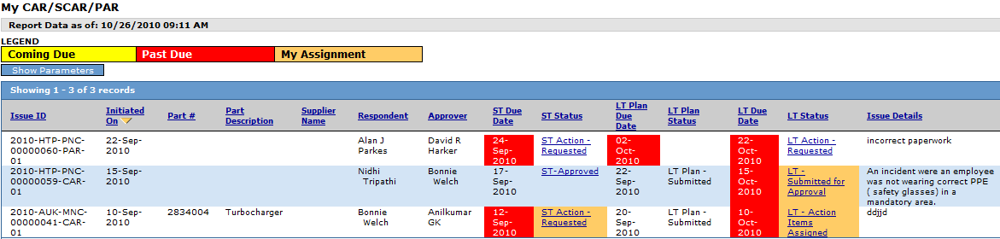 My CAR/SCAR/PAR
Report Data as of: 10/26/2010 09:11 AM
LEGEND
Coming Due Past Due My Assignment
Show Parameters
Showing 1 - 3 of 3 records
Issue ID Initiated On Part # Part Description Supplier Name Respondent Approver ST Due Date ST Status LT Plan Due Date LT Plan Status LT Due Date LT Status Issue Details
2010-HTP-PNC- 22-Sep- Alan J David R 24- ST Action - 02- 22- LT Action - incorrect paperwork
00000060-PAR- 2010 Parkes Harker Sep- Requested Oct- Oct- Requested
01 2010 2010 2010
2010-HTP-PNC- 15-Sep- Nidhi Bonnie 17- ST-Approved 22- LT Plan - 15- LT - An incident were an employee
00000059-CAR- 2010 Tripathi Welch Sep- Sep- Submitted Oct- Submitted for was not wearing correct PPE
01 2010 2010 2010 Approval ( safety glasses) in a
mandatory area.
2010-AUK-MNC- 10-Sep- 2834004 Turbocharger Bonnie Anilkumar 12- ST Action - 20- LT Plan - 10- LT - Action ddjjd
00000041-CAR- 2010 Welch GK Sep- Requested Sep- Submitted Oct- Items
01 2010 2010 2010 Assigned